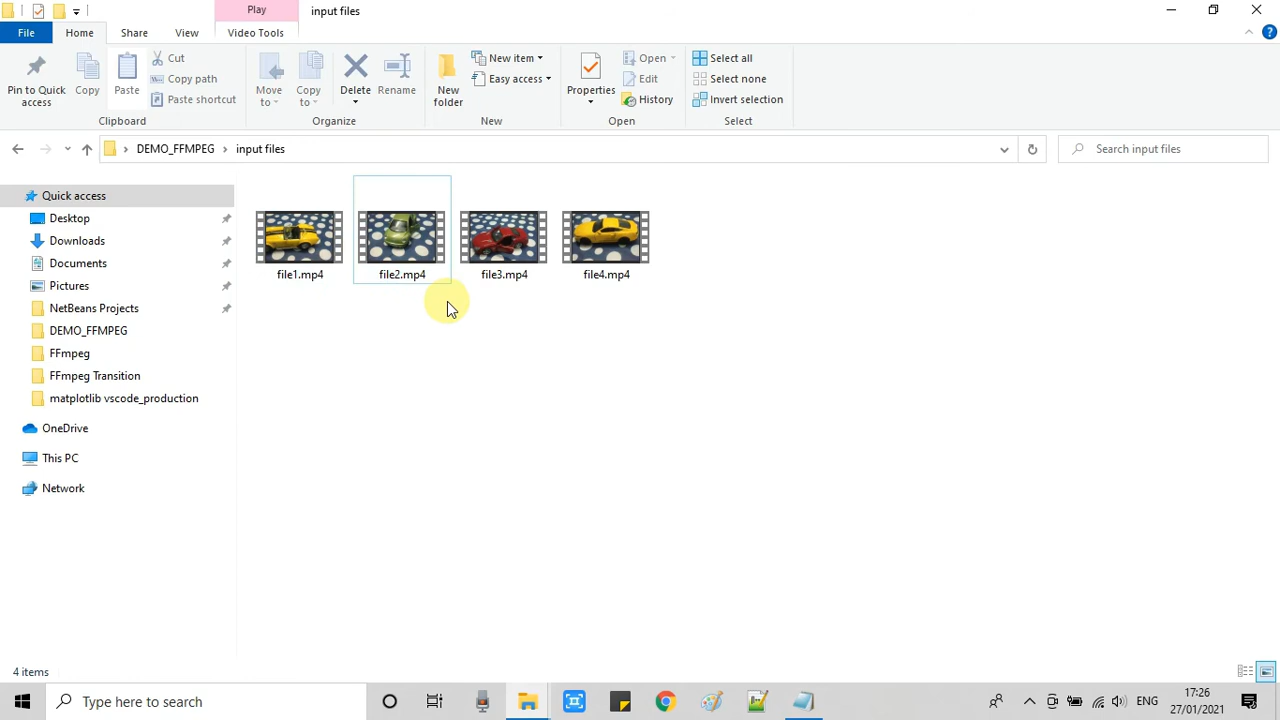 Play
input files
File
Home
Share
View
Video Tools
Pin to Quick access
Copy
Paste
Cut
Copy path
Paste shortcut
Clipboard
Move to
Copy to
Delete
Rename
Organize
New folder
New item
Easy access
New
Properties
Open
Edit
History
Open
Select all
Select none
Invert selection
Select
DEMO_FFMPEG
input files
Search input files
Quick access
Desktop
Downloads
Documents
Pictures
NetBeans Projects
DEMO_FFMPEG
FFmpeg
FFmpeg Transition
matplotlib vscode_production
OneDrive
This PC
Network
file1.mp4
file2.mp4
file3.mp4
file4.mp4
4 items
Type here to search
ENG
17:26
27/01/2021